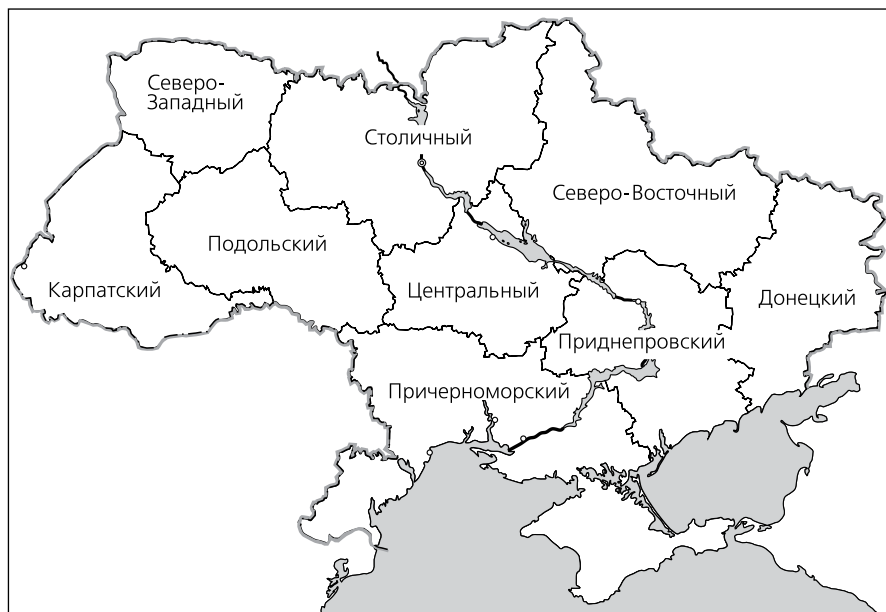 Северо-
Западный
Столичный
Северо-Восточный
Подольский
Карпатский
Центральный
Донецкий
Приднепровский
Причерноморский